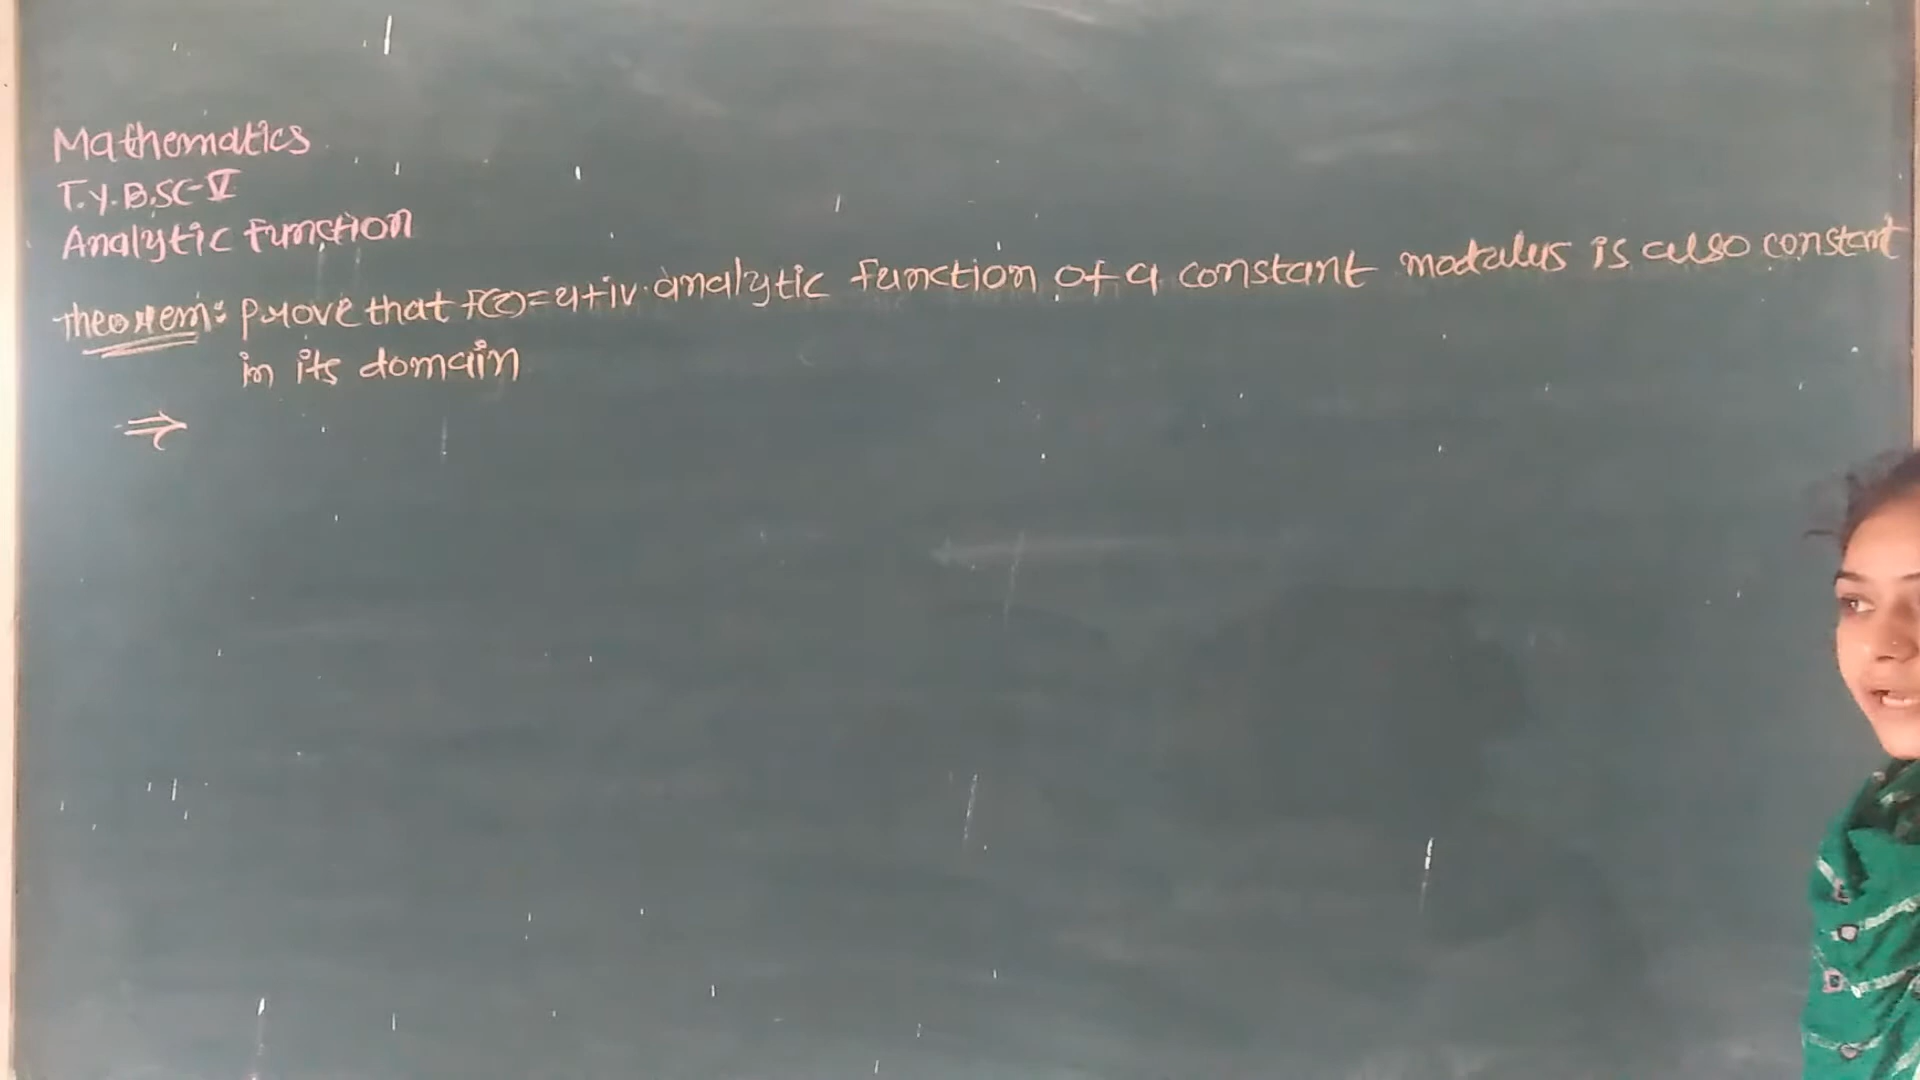 Mathematics
T.Y.B.SC-V
Analytic Function
theorem: prove that f(z)=u+iv analytic function of a constant modulus is also constant
in its domain
⇒